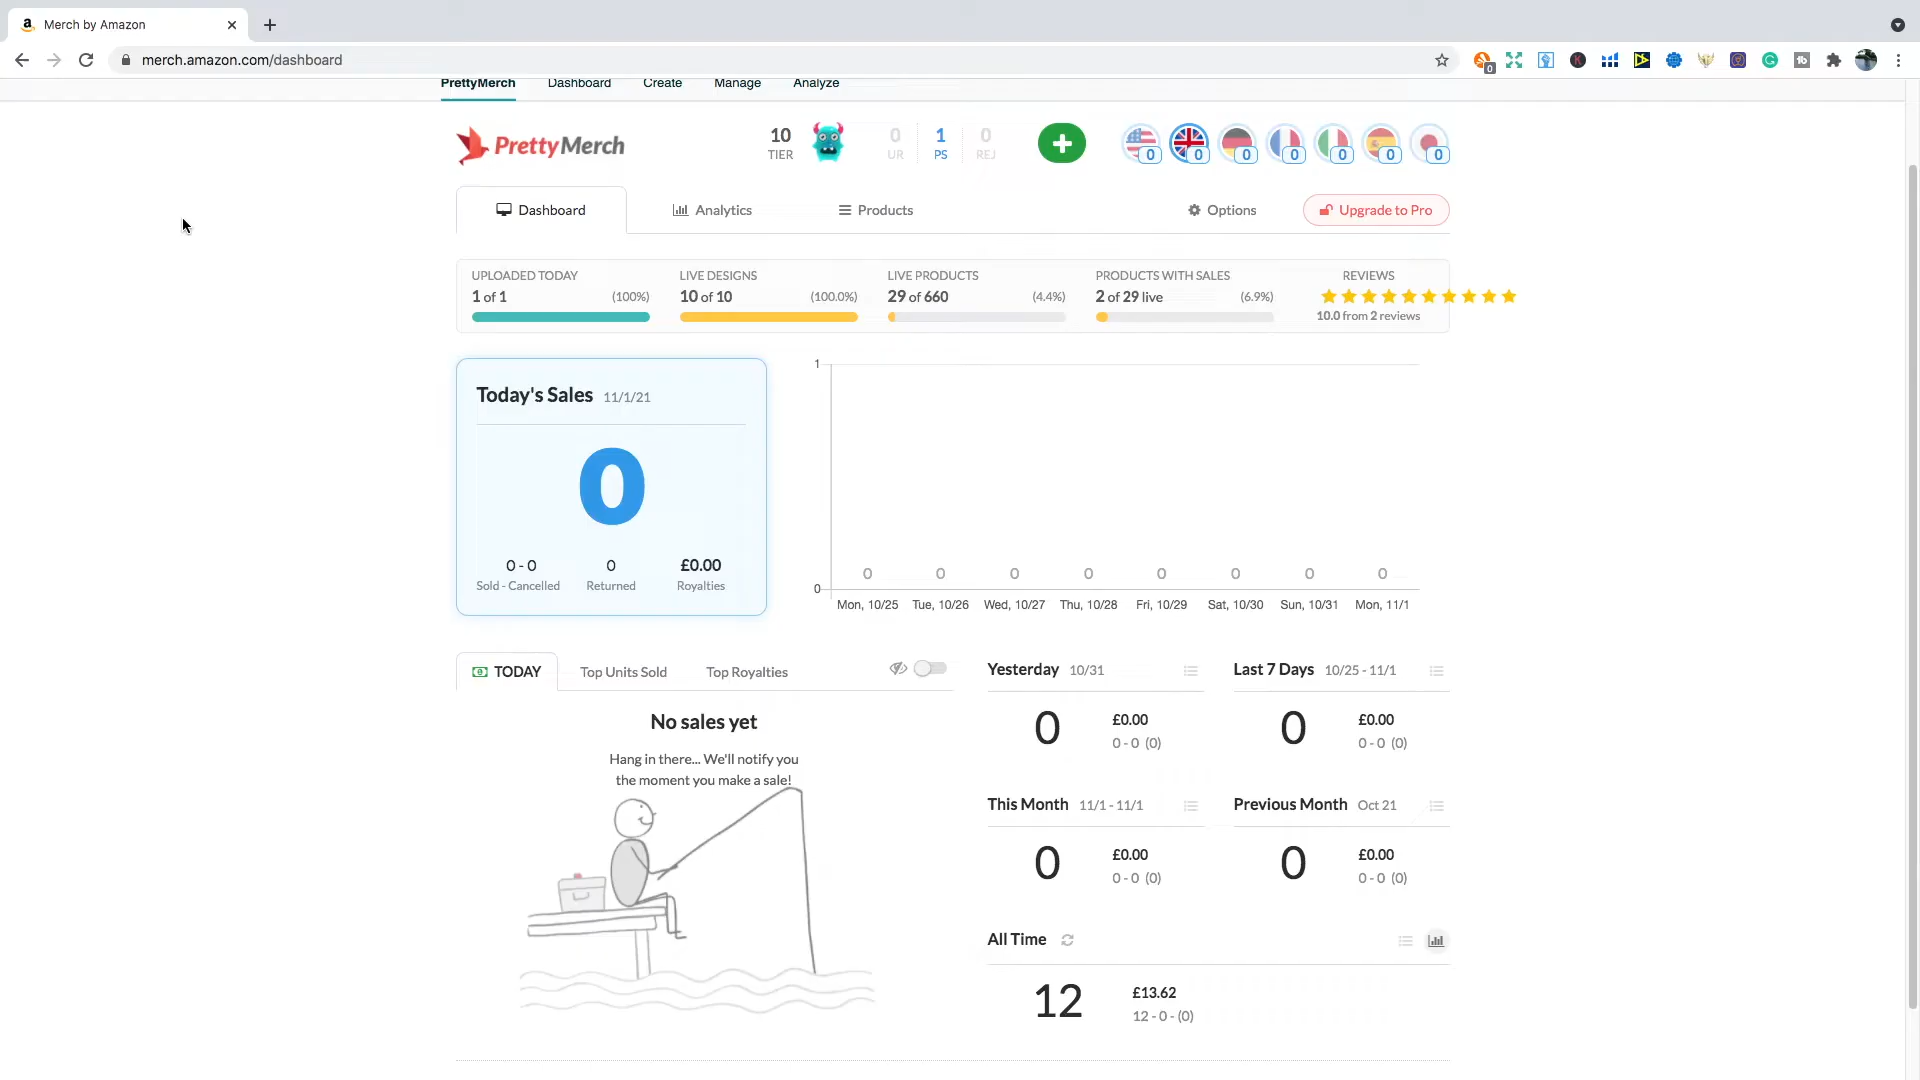 Merch by Amazon
merch.amazon.com/dashboard
0
PrettyMerch Dashboard Create Manage Analyze
PrettyMerch
10 TIER
0 UR
1 PS
0 REJ
0 0 0 0 0 0 0
Dashboard Analytics Products Options Upgrade to Pro
UPLOADED TODAY
1 of 1 (100%)
LIVE DESIGNS
10 of 10 (100.0%)
LIVE PRODUCTS
29 of 660 (4.4%)
PRODUCTS WITH SALES
2 of 29 live (6.9%)
REVIEWS
10.0 from 2 reviews
Today's Sales 11/1/21
0
0 - 0 0 £0.00
Sold - Cancelled Returned Royalties
1
0
0 0 0 0 0 0 0 0
Mon, 10/25 Tue, 10/26 Wed, 10/27 Thu, 10/28 Fri, 10/29 Sat, 10/30 Sun, 10/31 Mon, 11/1
TODAY Top Units Sold Top Royalties
No sales yet
Hang in there... We'll notify you
the moment you make a sale!
Yesterday 10/31
0 £0.00
0 - 0 (0)
Last 7 Days 10/25 - 11/1
0 £0.00
0 - 0 (0)
This Month 11/1 - 11/1
0 £0.00
0 - 0 (0)
Previous Month Oct 21
0 £0.00
0 - 0 (0)
All Time
12 £13.62
12 - 0 - (0)